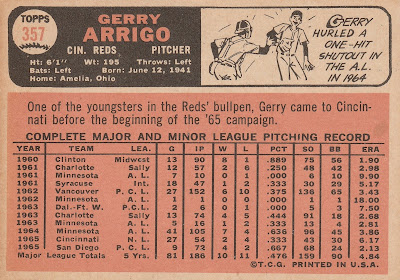 TOPPS
357
GERRY
ARRIGO
CIN. REDS PITCHER
Ht: 6'1" Wt: 195 Throws: Left
Bats: Left Born: June 12, 1941
Home: Amelia, Ohio
GERRY
HURLED A
ONE-HIT
SHUTOUT IN
THE A.L.
IN 1964
One of the youngsters in the Reds' bullpen, Gerry came to Cincin-
nati before the beginning of the '65 campaign.
COMPLETE MAJOR AND MINOR LEAGUE PITCHING RECORD
YEAR TEAM LEA. G IP W L PCT SO BB ERA
1960 Clinton Midwest 13 90 8 1 .889 75 56 1.90
1961 Charlotte Sally 12 57 2 6 .250 48 42 2.98
1961 Minnesota A. L. 7 10 0 1 .000 6 10 9.90
1961 Syracuse Int. 18 47 1 2 .333 30 29 5.17
1962 Vancouver P. C. L. 27 152 6 10 .375 136 65 3.43
1962 Minnesota A. L. 1 1 0 0 .000 1 1 18.00
1963 Dal.-Ft. W. P. C. L. 3 6 0 1 .000 3 2 7.50
1963 Charlotte Sally 13 74 4 5 .444 91 28 2.68
1963 Minnesota A. L. 5 16 1 2 .333 13 4 2.81
1964 Minnesota A. L. 41 105 7 4 .636 96 45 3.86
1965 Cincinnati N. L. 27 54 2 4 .333 43 30 6.17
1965 San Diego P. C. L. 9 72 4 2 .667 68 24 2.13
Major League Totals 5 Yrs. 81 186 10 11 .476 159 90 4.84
©T.C.G. PRINTED IN U.S.A.